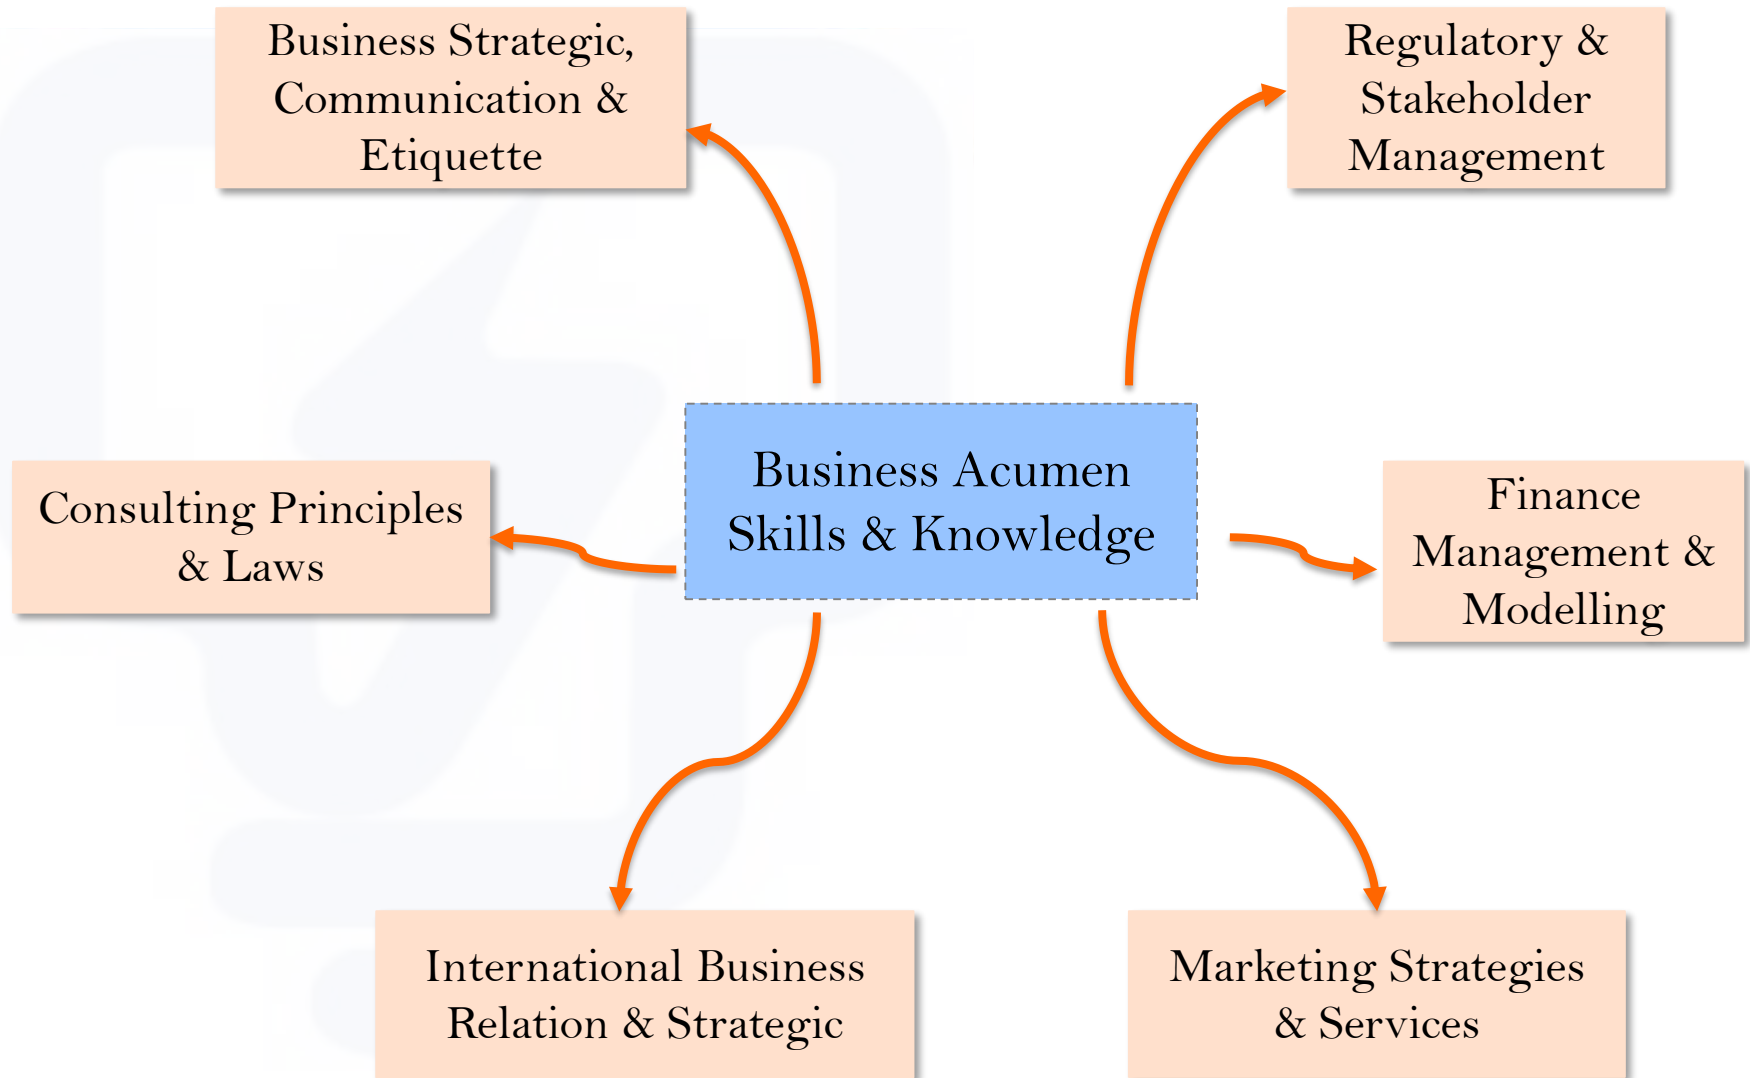 Business Strategic,
Communication &
Etiquette
Regulatory &
Stakeholder
Management
Business Acumen
Skills & Knowledge
Consulting Principles
& Laws
Finance
Management &
Modelling
International Business
Relation & Strategic
Marketing Strategies
& Services